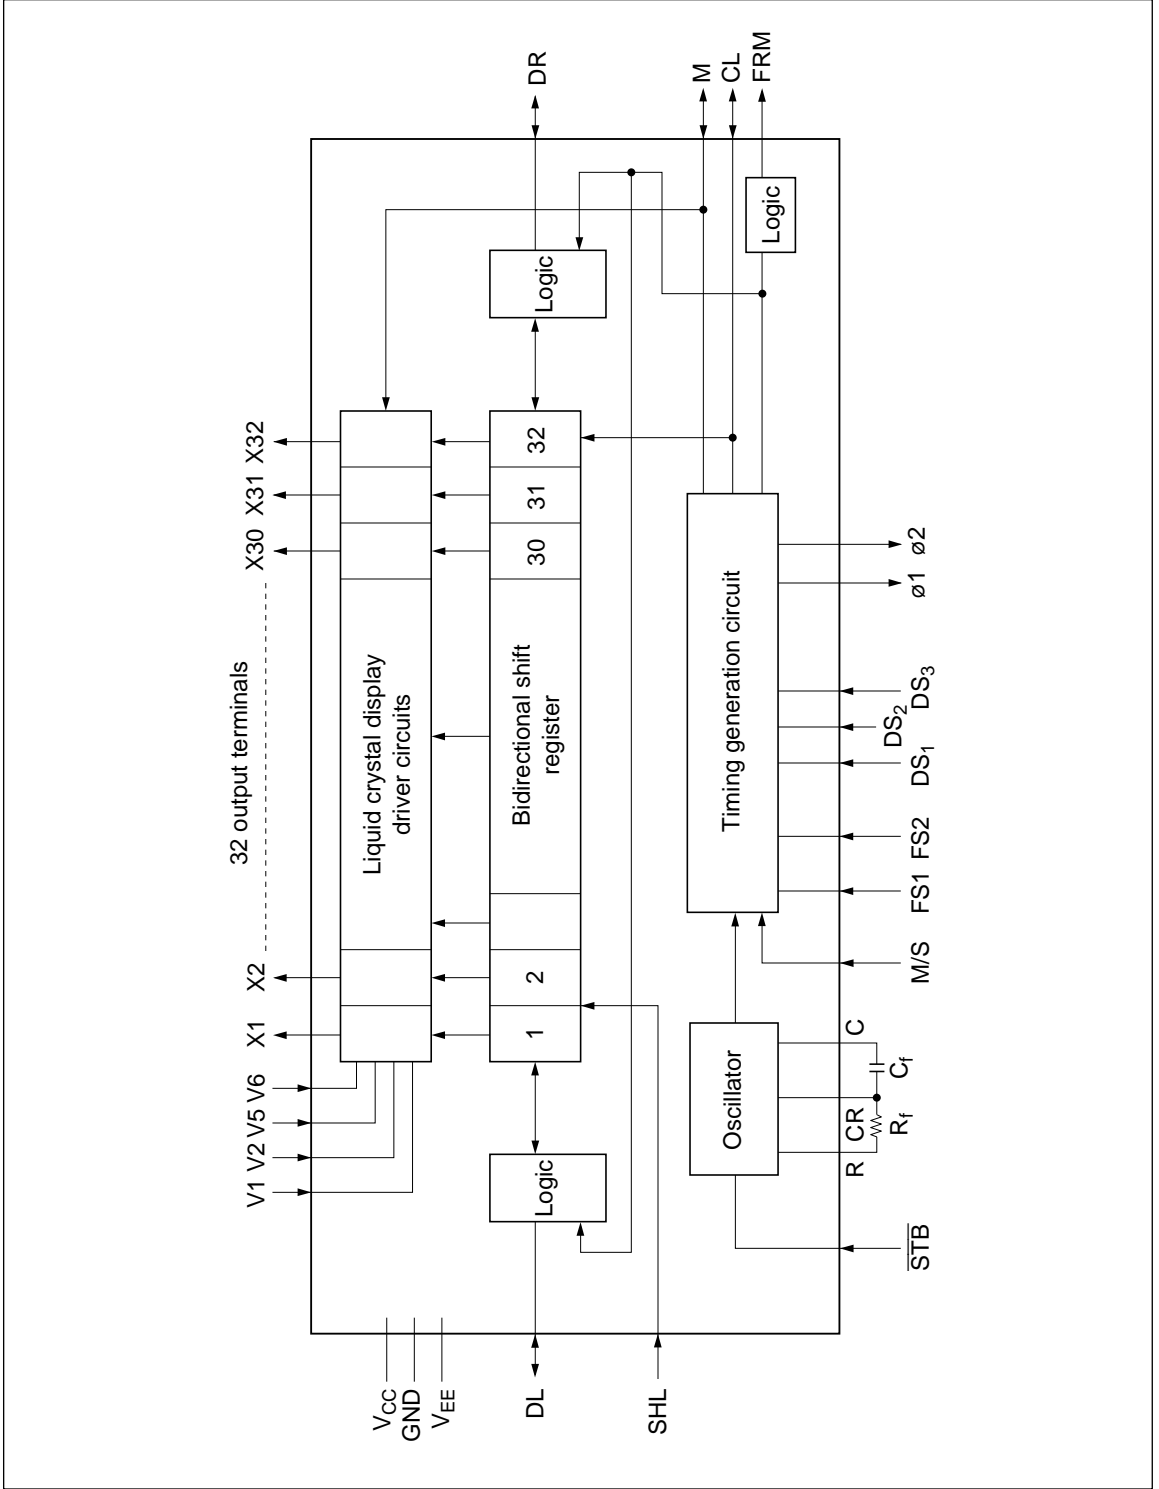 32 output terminals
V1 V2 V5 V6 X1 X2 X30 X31 X32
VCC
GND
VEE
Liquid crystal display
driver circuits
DL
Logic
1
2
Bidirectional shift
register
30
31
32
Logic
DR
SHL
Oscillator
Timing generation circuit
Logic
M
CL
FRM
STB
R
CR
C
Rf
Cf
M/S
FS1
FS2
DS1
DS2
DS3
ø1
ø2